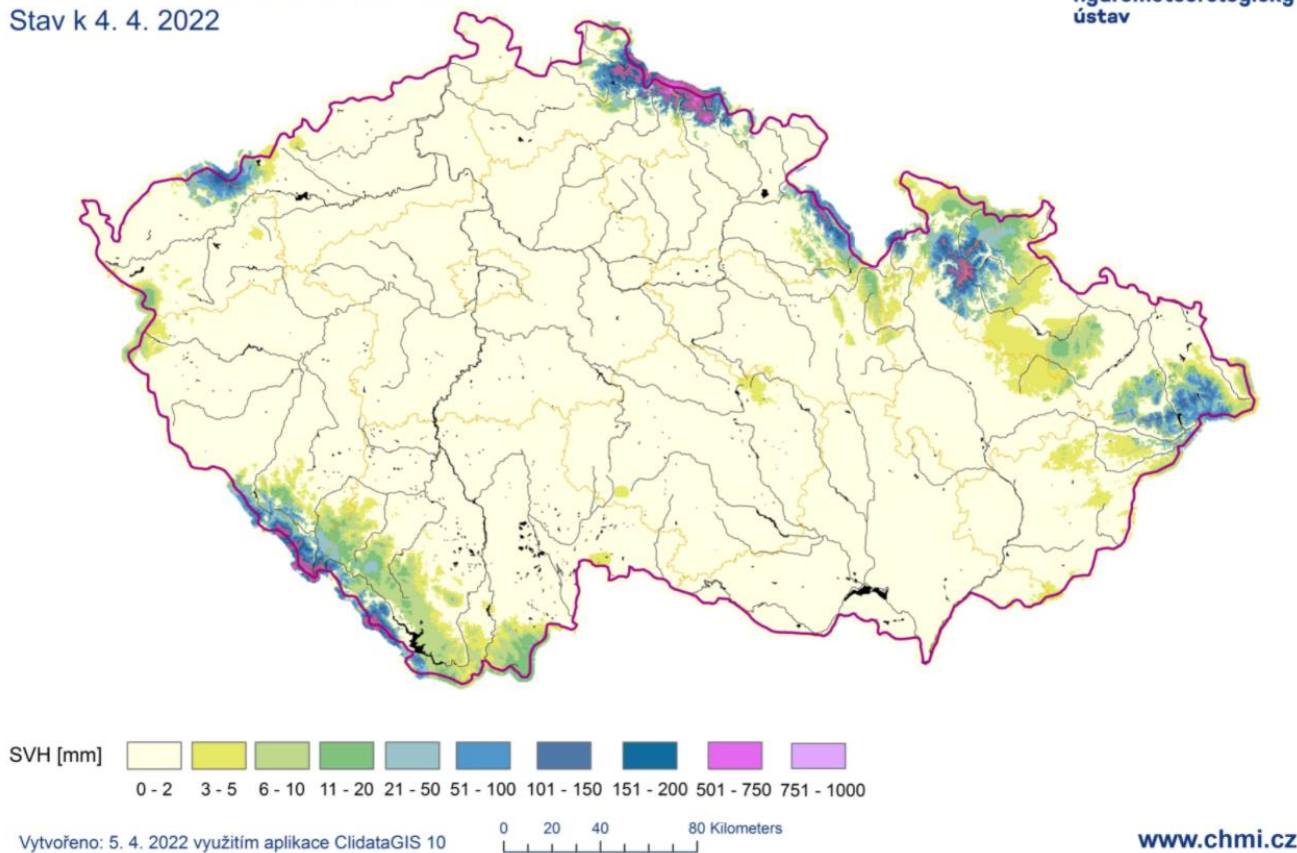 Stav k 4. 4. 2022
ústav
SVH [mm]
0 - 2 3 - 5 6 - 10 11 - 20 21 - 50 51 - 100 101 - 150 151 - 200 501 - 750 751 - 1000
Vytvořeno: 5. 4. 2022 využitím aplikace ClidataGIS 10
0 20 40 80 Kilometers
www.chmi.cz